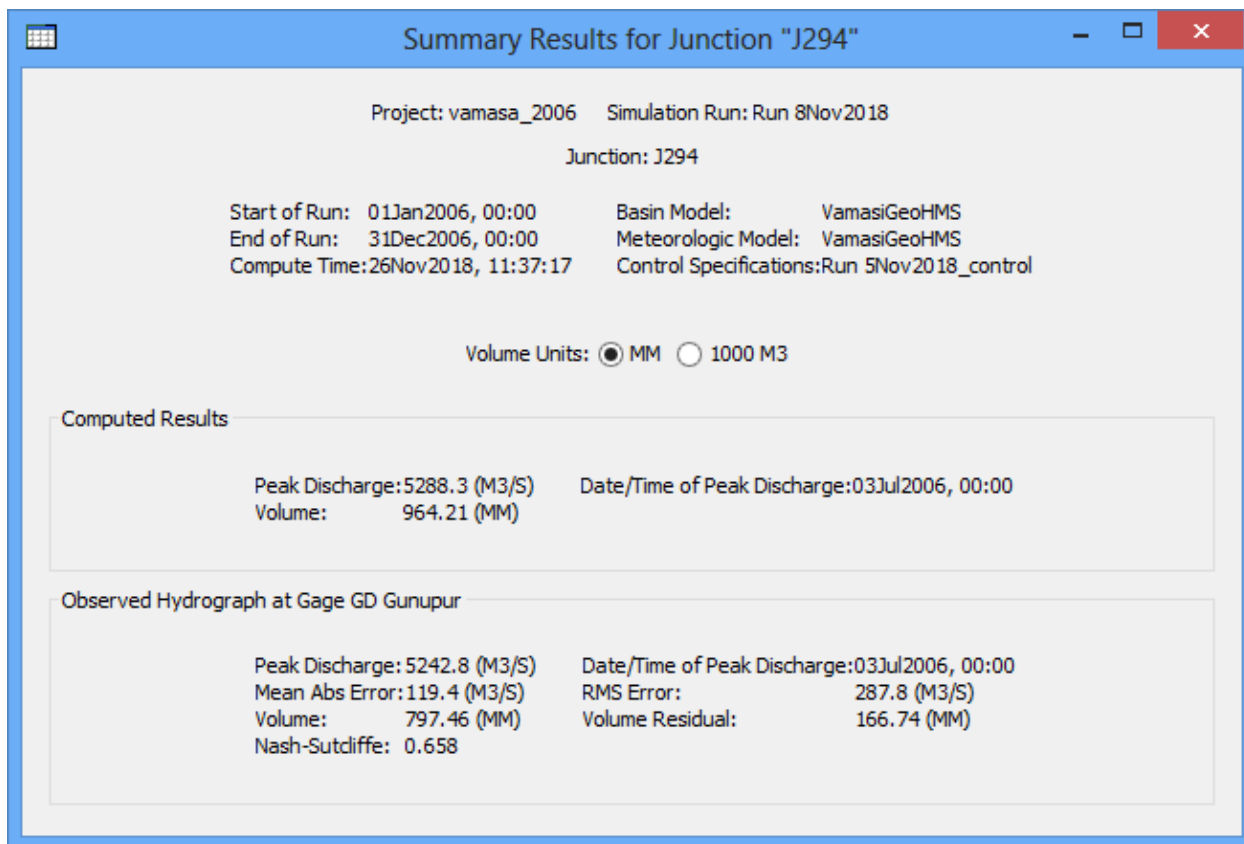 Summary Results for Junction "J294"
Project: vamasa_2006 Simulation Run: Run 8Nov2018
Junction: J294
Start of Run: 01Jan2006, 00:00 Basin Model: VamasiGeoHMS
End of Run: 31Dec2006, 00:00 Meteorologic Model: VamasiGeoHMS
Compute Time:26Nov2018, 11:37:17 Control Specifications:Run 5Nov2018_control
Volume Units: MM 1000 M3
Computed Results
Peak Discharge:5288.3 (M3/S) Date/Time of Peak Discharge:03Jul2006, 00:00
Volume: 964.21 (MM)
Observed Hydrograph at Gage GD Gunupur
Peak Discharge:5242.8 (M3/S) Date/Time of Peak Discharge:03Jul2006, 00:00
Mean Abs Error:119.4 (M3/S) RMS Error: 287.8 (M3/S)
Volume: 797.46 (MM) Volume Residual: 166.74 (MM)
Nash-Sutcliffe: 0.658